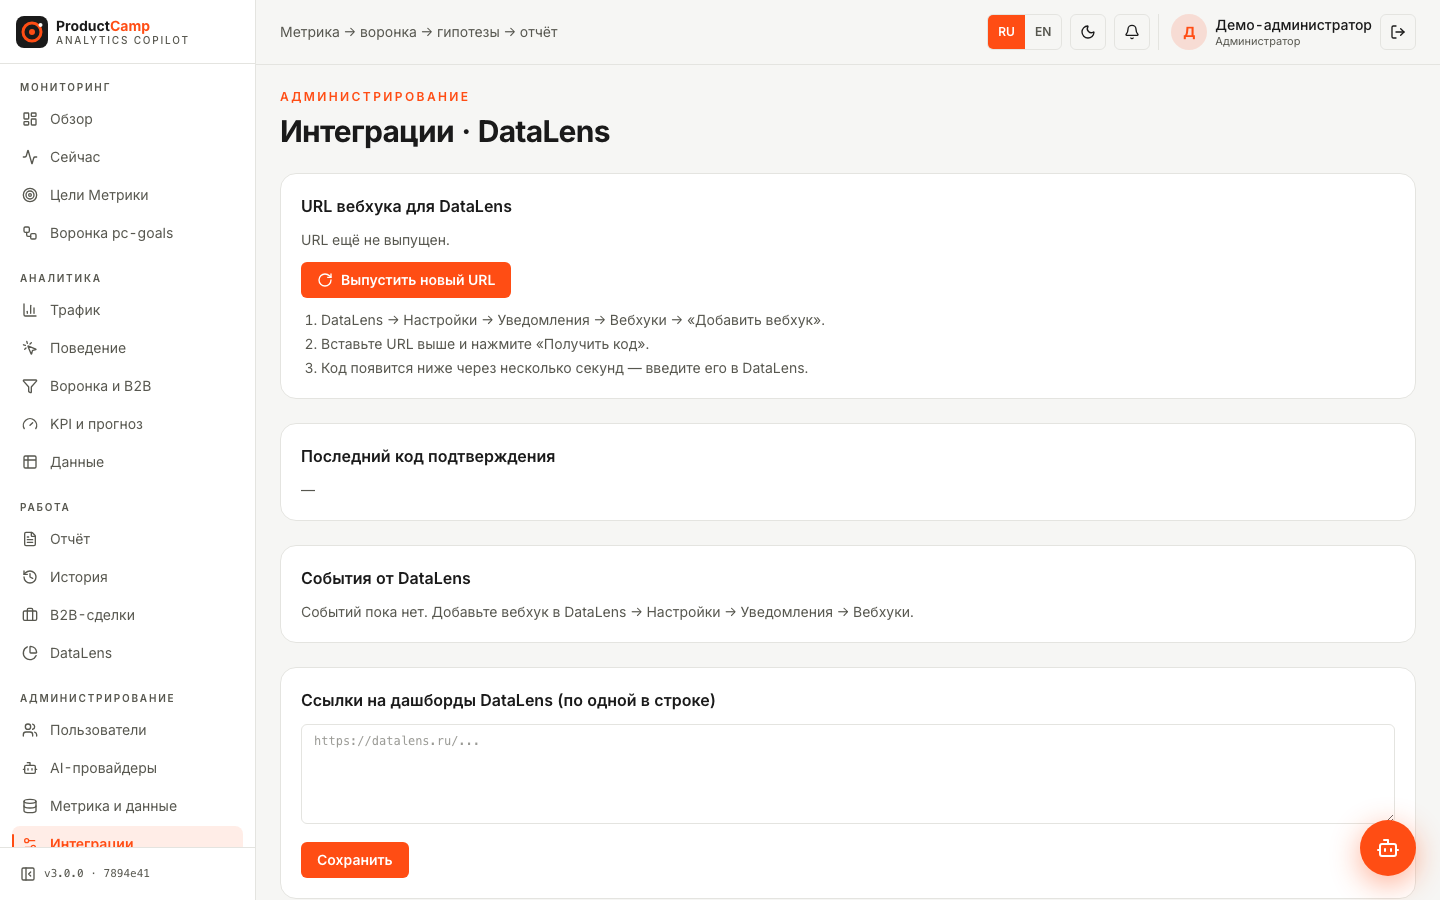 ProductCamp
ANALYTICS COPILOT
МОНИТОРИНГ
Обзор
Сейчас
Цели Метрики
Воронка pc-goals
АНАЛИТИКА
Трафик
Поведение
Воронка и B2B
KPI и прогноз
Данные
РАБОТА
Отчёт
История
B2B-сделки
DataLens
АДМИНИСТРИРОВАНИЕ
Пользователи
AI-провайдеры
Метрика и данные
Интеграции
v3.0.0 · 7894e41
Метрика → воронка → гипотезы → отчёт
RU EN
Д
Демо-администратор
Администратор
АДМИНИСТРИРОВАНИЕ
Интеграции · DataLens
URL вебхука для DataLens
URL ещё не выпущен.
Выпустить новый URL
1. DataLens → Настройки → Уведомления → Вебхуки → «Добавить вебхук».
2. Вставьте URL выше и нажмите «Получить код».
3. Код появится ниже через несколько секунд — введите его в DataLens.
Последний код подтверждения
—
События от DataLens
Событий пока нет. Добавьте вебхук в DataLens → Настройки → Уведомления → Вебхуки.
Ссылки на дашборды DataLens (по одной в строке)
https://datalens.ru/...
Сохранить